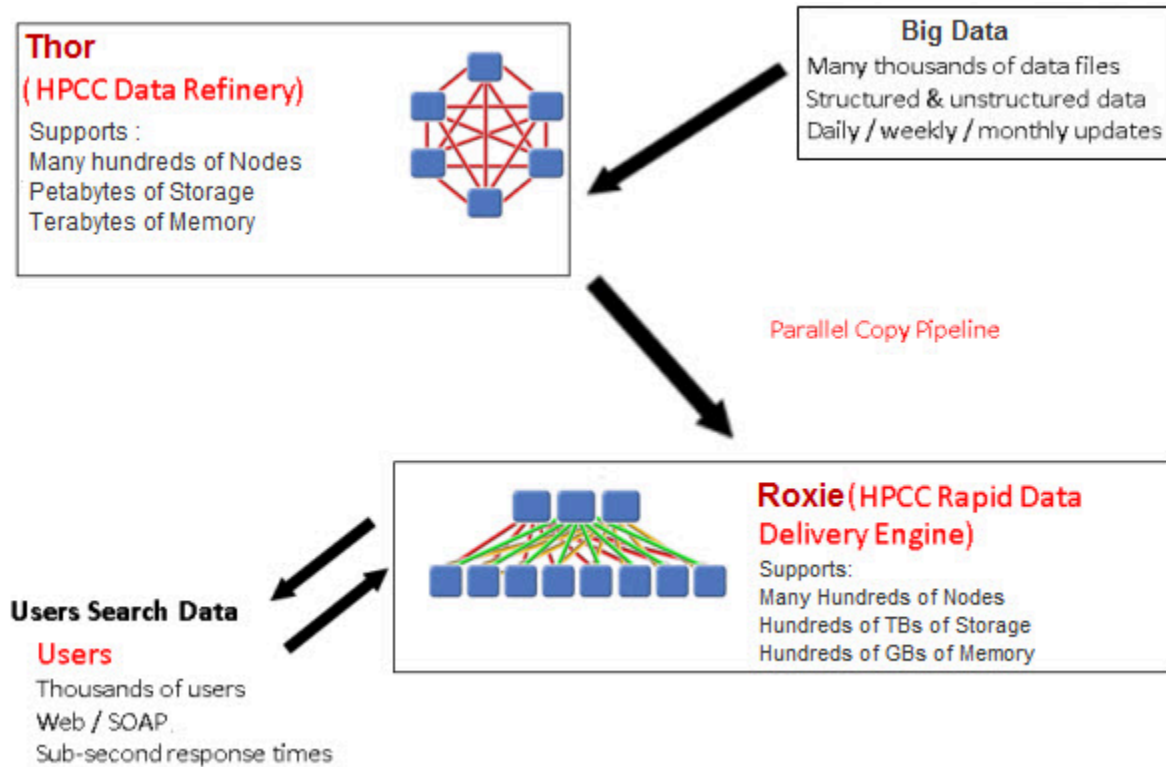 Thor
( HPCC Data Refinery)
Supports :
Many hundreds of Nodes
Petabytes of Storage
Terabytes of Memory
Big Data
Many thousands of data files
Structured & unstructured data
Daily / weekly / monthly updates
Parallel Copy Pipeline
Roxie(HPCC Rapid Data
Delivery Engine)
Supports:
Many Hundreds of Nodes
Hundreds of TBs of Storage
Hundreds of GBs of Memory
Users Search Data
Users
Thousands of users
Web / SOAP
Sub-second response times